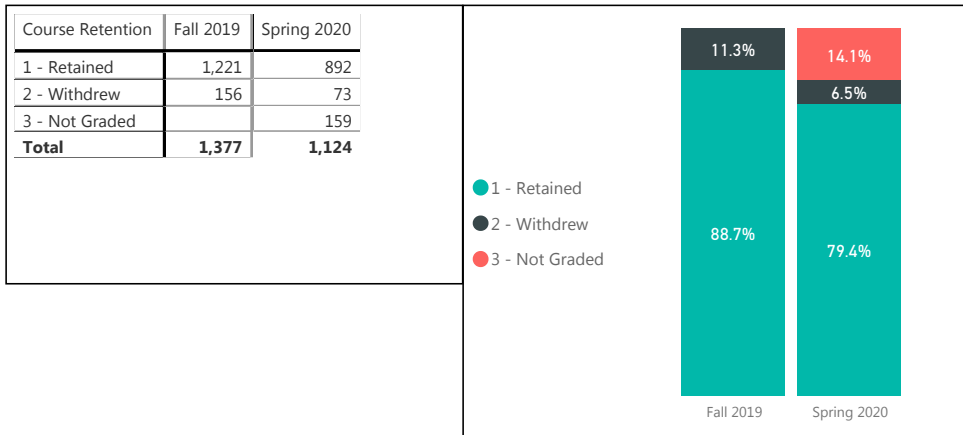 Course Retention Fall 2019 Spring 2020
1 - Retained 1,221 892
2 - Withdrew 156 73
3 - Not Graded 159
Total 1,377 1,124
1 - Retained
2 - Withdrew
3 - Not Graded
11.3%
88.7%
14.1%
6.5%
79.4%
Fall 2019 Spring 2020